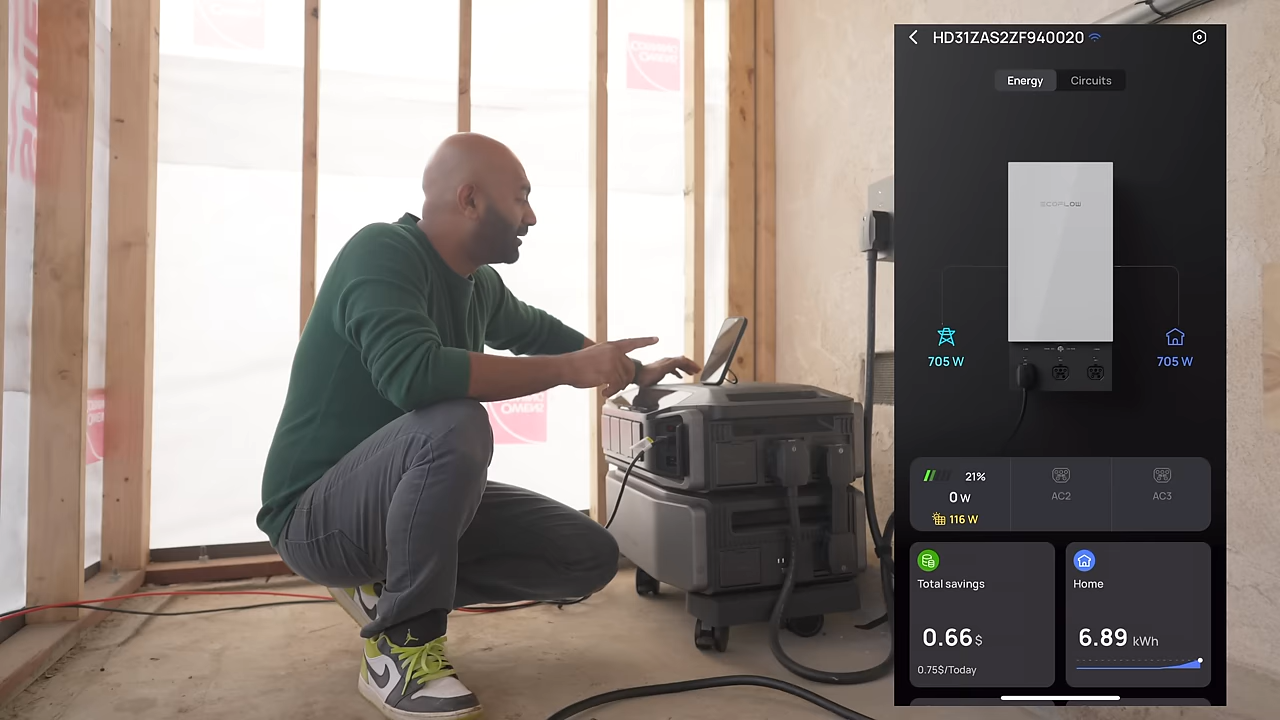 HD31ZAS2ZF940020
Energy Circuits
ECOFLOW
705 W 705 W
21%
0 W AC2 AC3
116 W
Total savings Home
0.66 $ 6.89 kWh
0.75$/Today